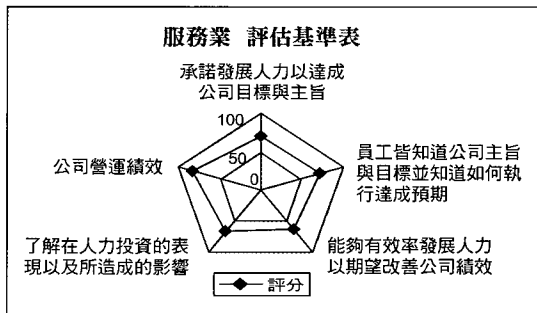 服務業 評估基準表
承諾發展人力以達成
公司目標與主旨
100
50
0
員工皆知道公司主旨
與目標並知道如何執
行達成預期
公司營運績效
了解在人力投資的表
現以及所造成的影響
能夠有效率發展人力
以期望改善公司績效
評分